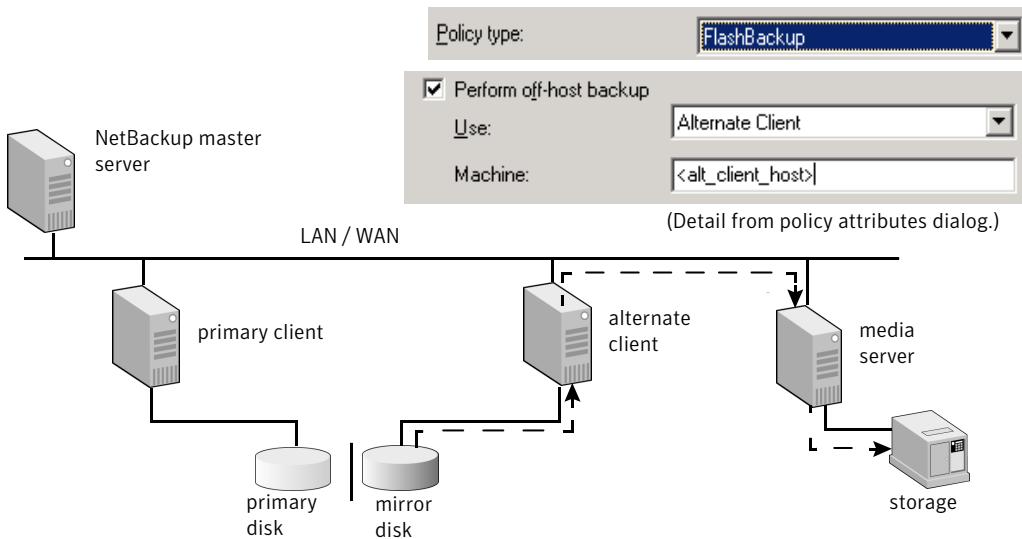 Policy type:
FlashBackup
Perform off-host backup
Use:
Alternate Client
Machine:
<alt_client_host>
(Detail from policy attributes dialog.)
NetBackup master
server
LAN / WAN
primary client
alternate
client
media
server
primary
disk
mirror
disk
storage